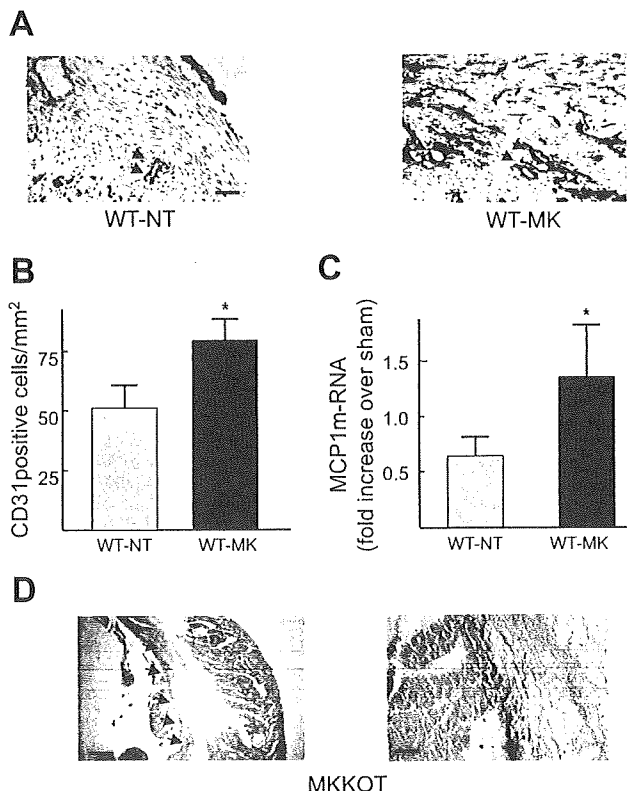 A
WT-NT
WT-MK
B
CD31positive cells/mm2
75
50
25
*
WT-NT
WT-MK
C
MCP1m-RNA
(fold increase over sham)
1.5
1.0
0.5
*
WT-NT
WT-MK
D
MKKOT